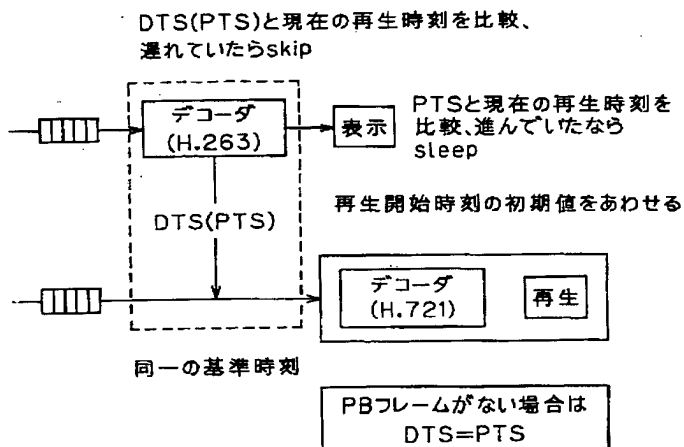 DTS(PTS)と現在の再生時刻を比較、
遅れていたらskip
デコーダ
(H.263)
表示
PTSと現在の再生時刻を
比較、進んでいたなら
sleep
DTS(PTS)
再生開始時刻の初期値をあわせる
デコーダ
(H.721)
再生
同一の基準時刻
PBフレームがない場合は
DTS=PTS